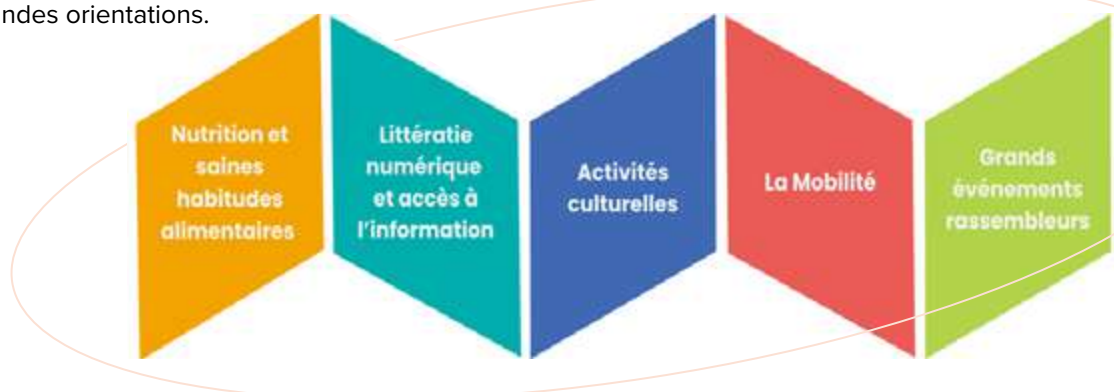 ndes orientations.
Nutrition et
saines
habitudes
alimentaires
Littératie
numérique
et accès à
l'information
Activités
culturelles
La Mobilité
Grands
événements
rassembleurs